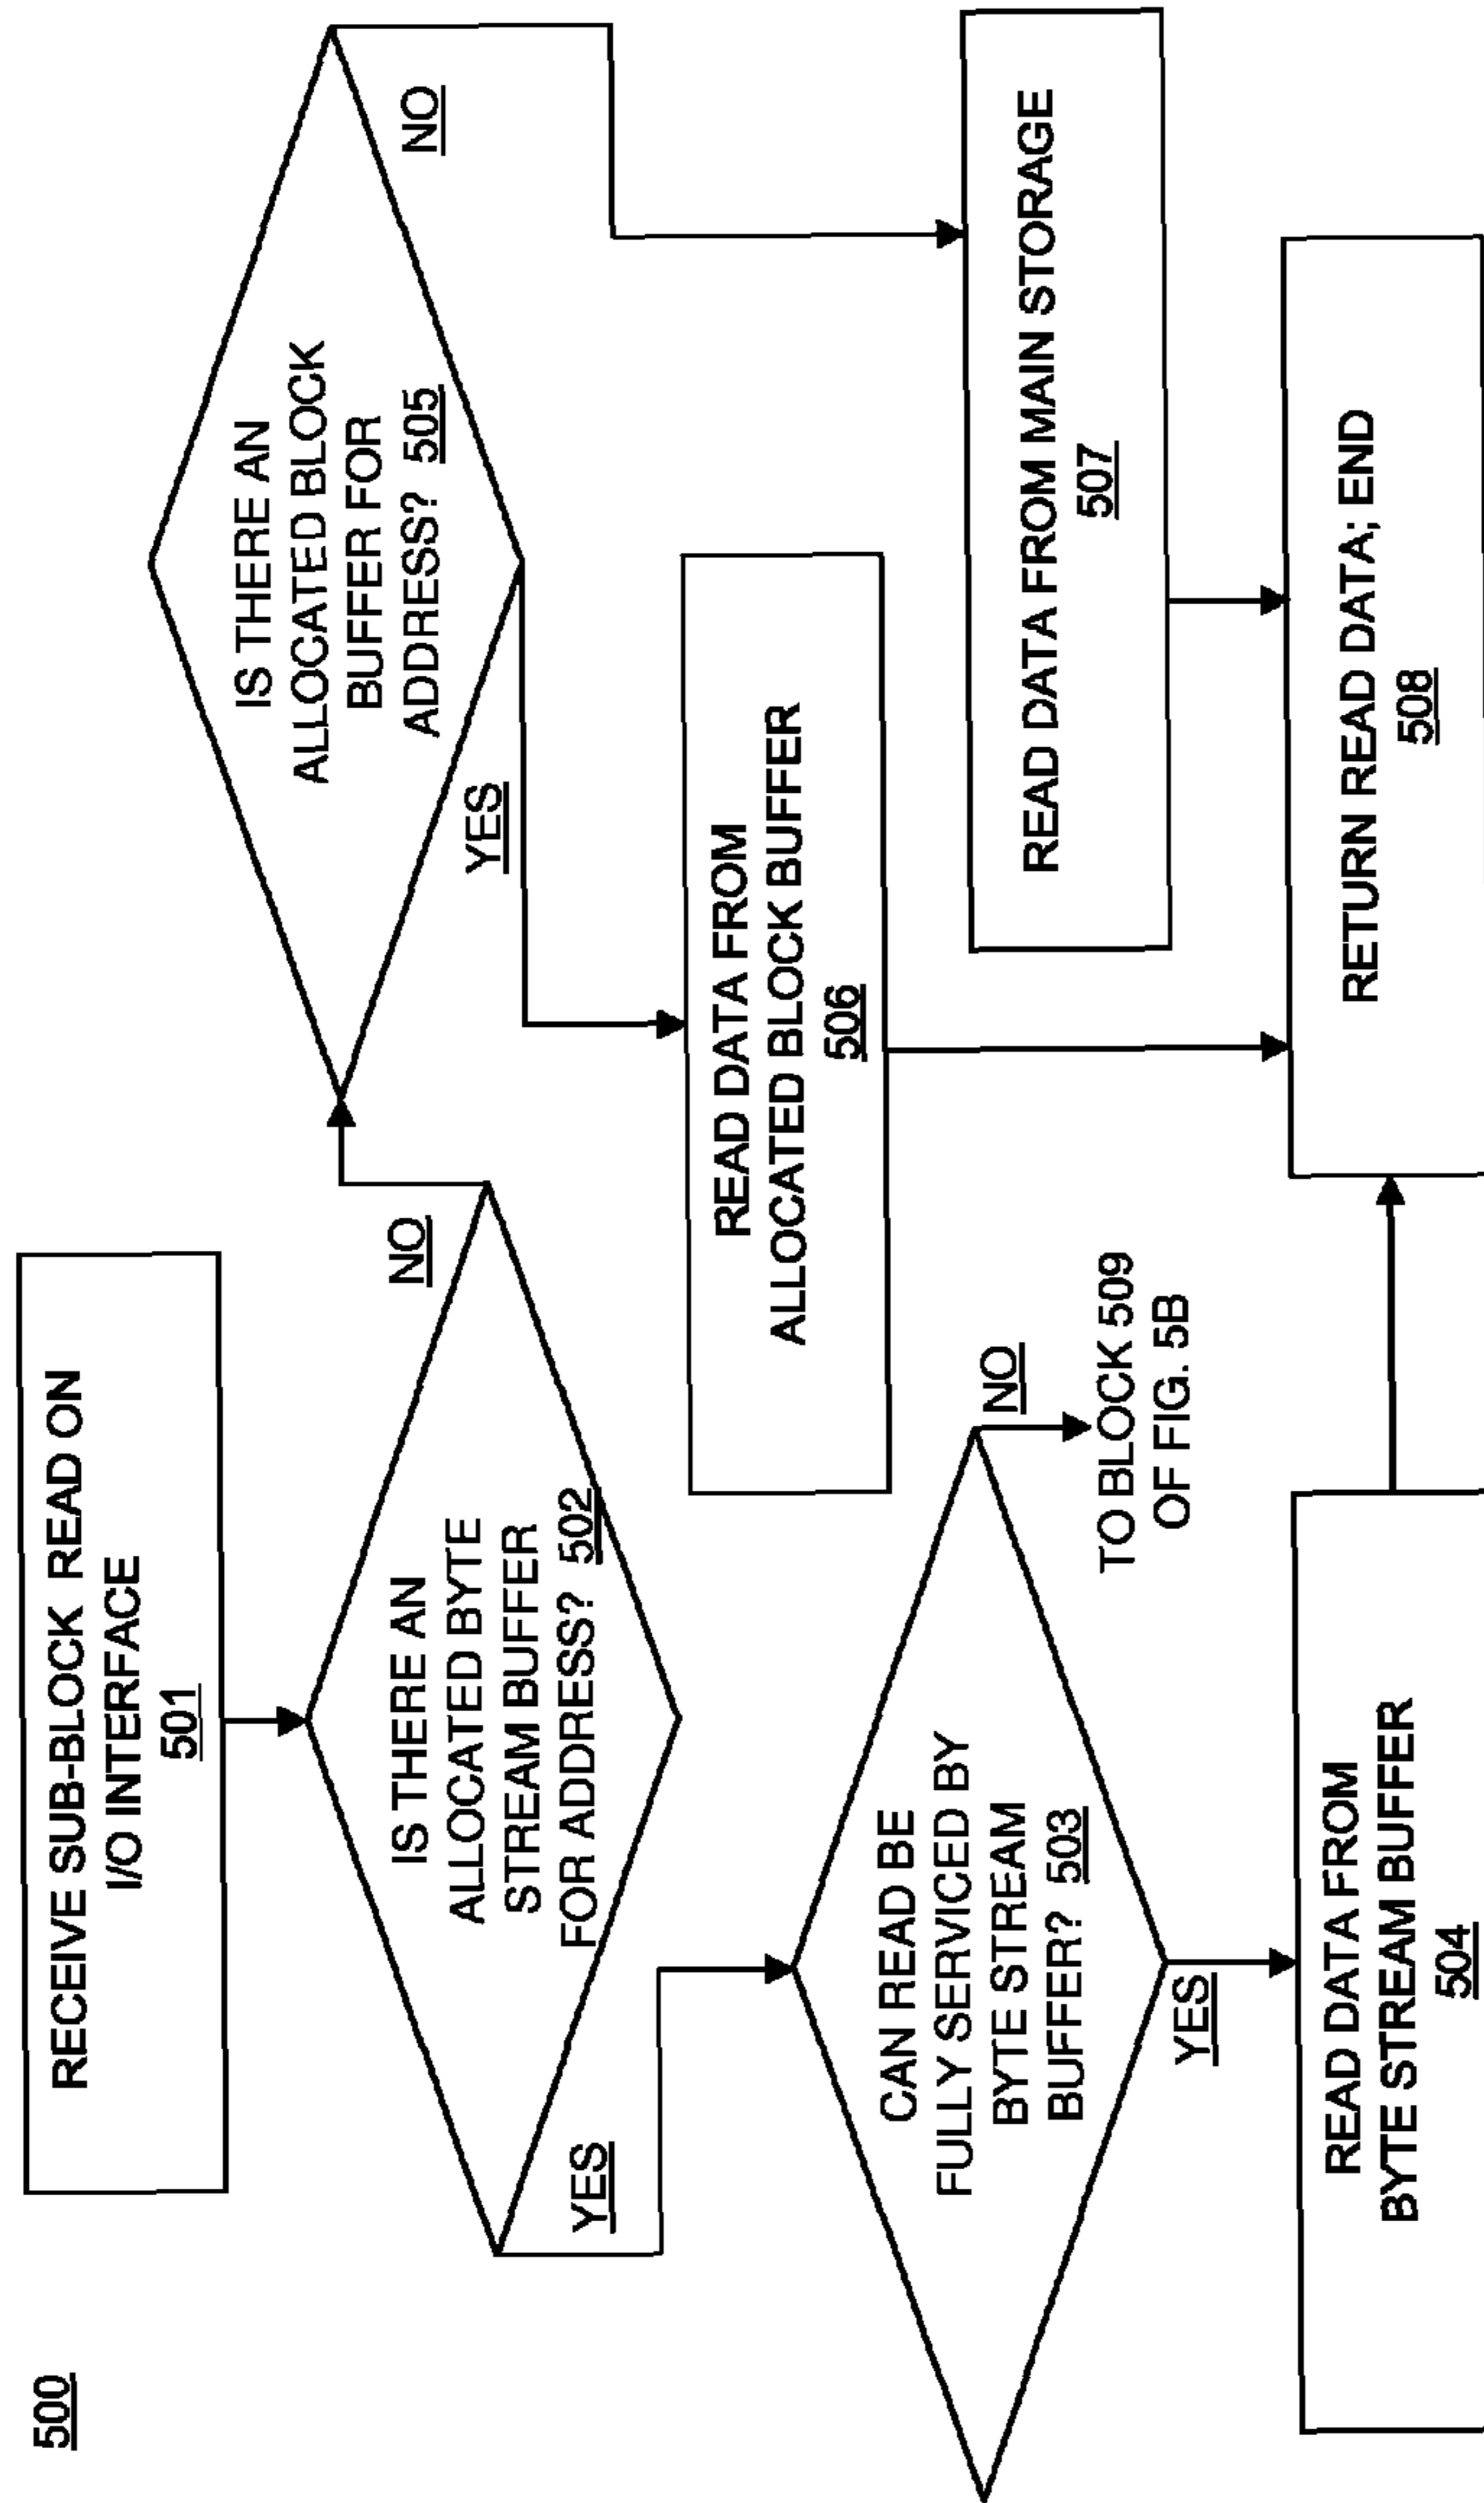 500
RECEIVE SUB-BLOCK READ ON
I/O INTERFACE
501
IS THERE AN
ALLOCATED BYTE
STREAM BUFFER
FOR ADDRESS? 502
NO
YES
IS THERE AN
ALLOCATED BLOCK
BUFFER FOR
ADDRESS? 505
NO
YES
READ DATA FROM
ALLOCATED BLOCK BUFFER
506
READ DATA FROM MAIN STORAGE
507
CAN READ BE
FULLY SERVICED BY
BYTE STREAM
BUFFER? 503
NO
TO BLOCK 509
OF FIG. 5B
YES
READ DATA FROM
BYTE STREAM BUFFER
504
RETURN READ DATA; END
508